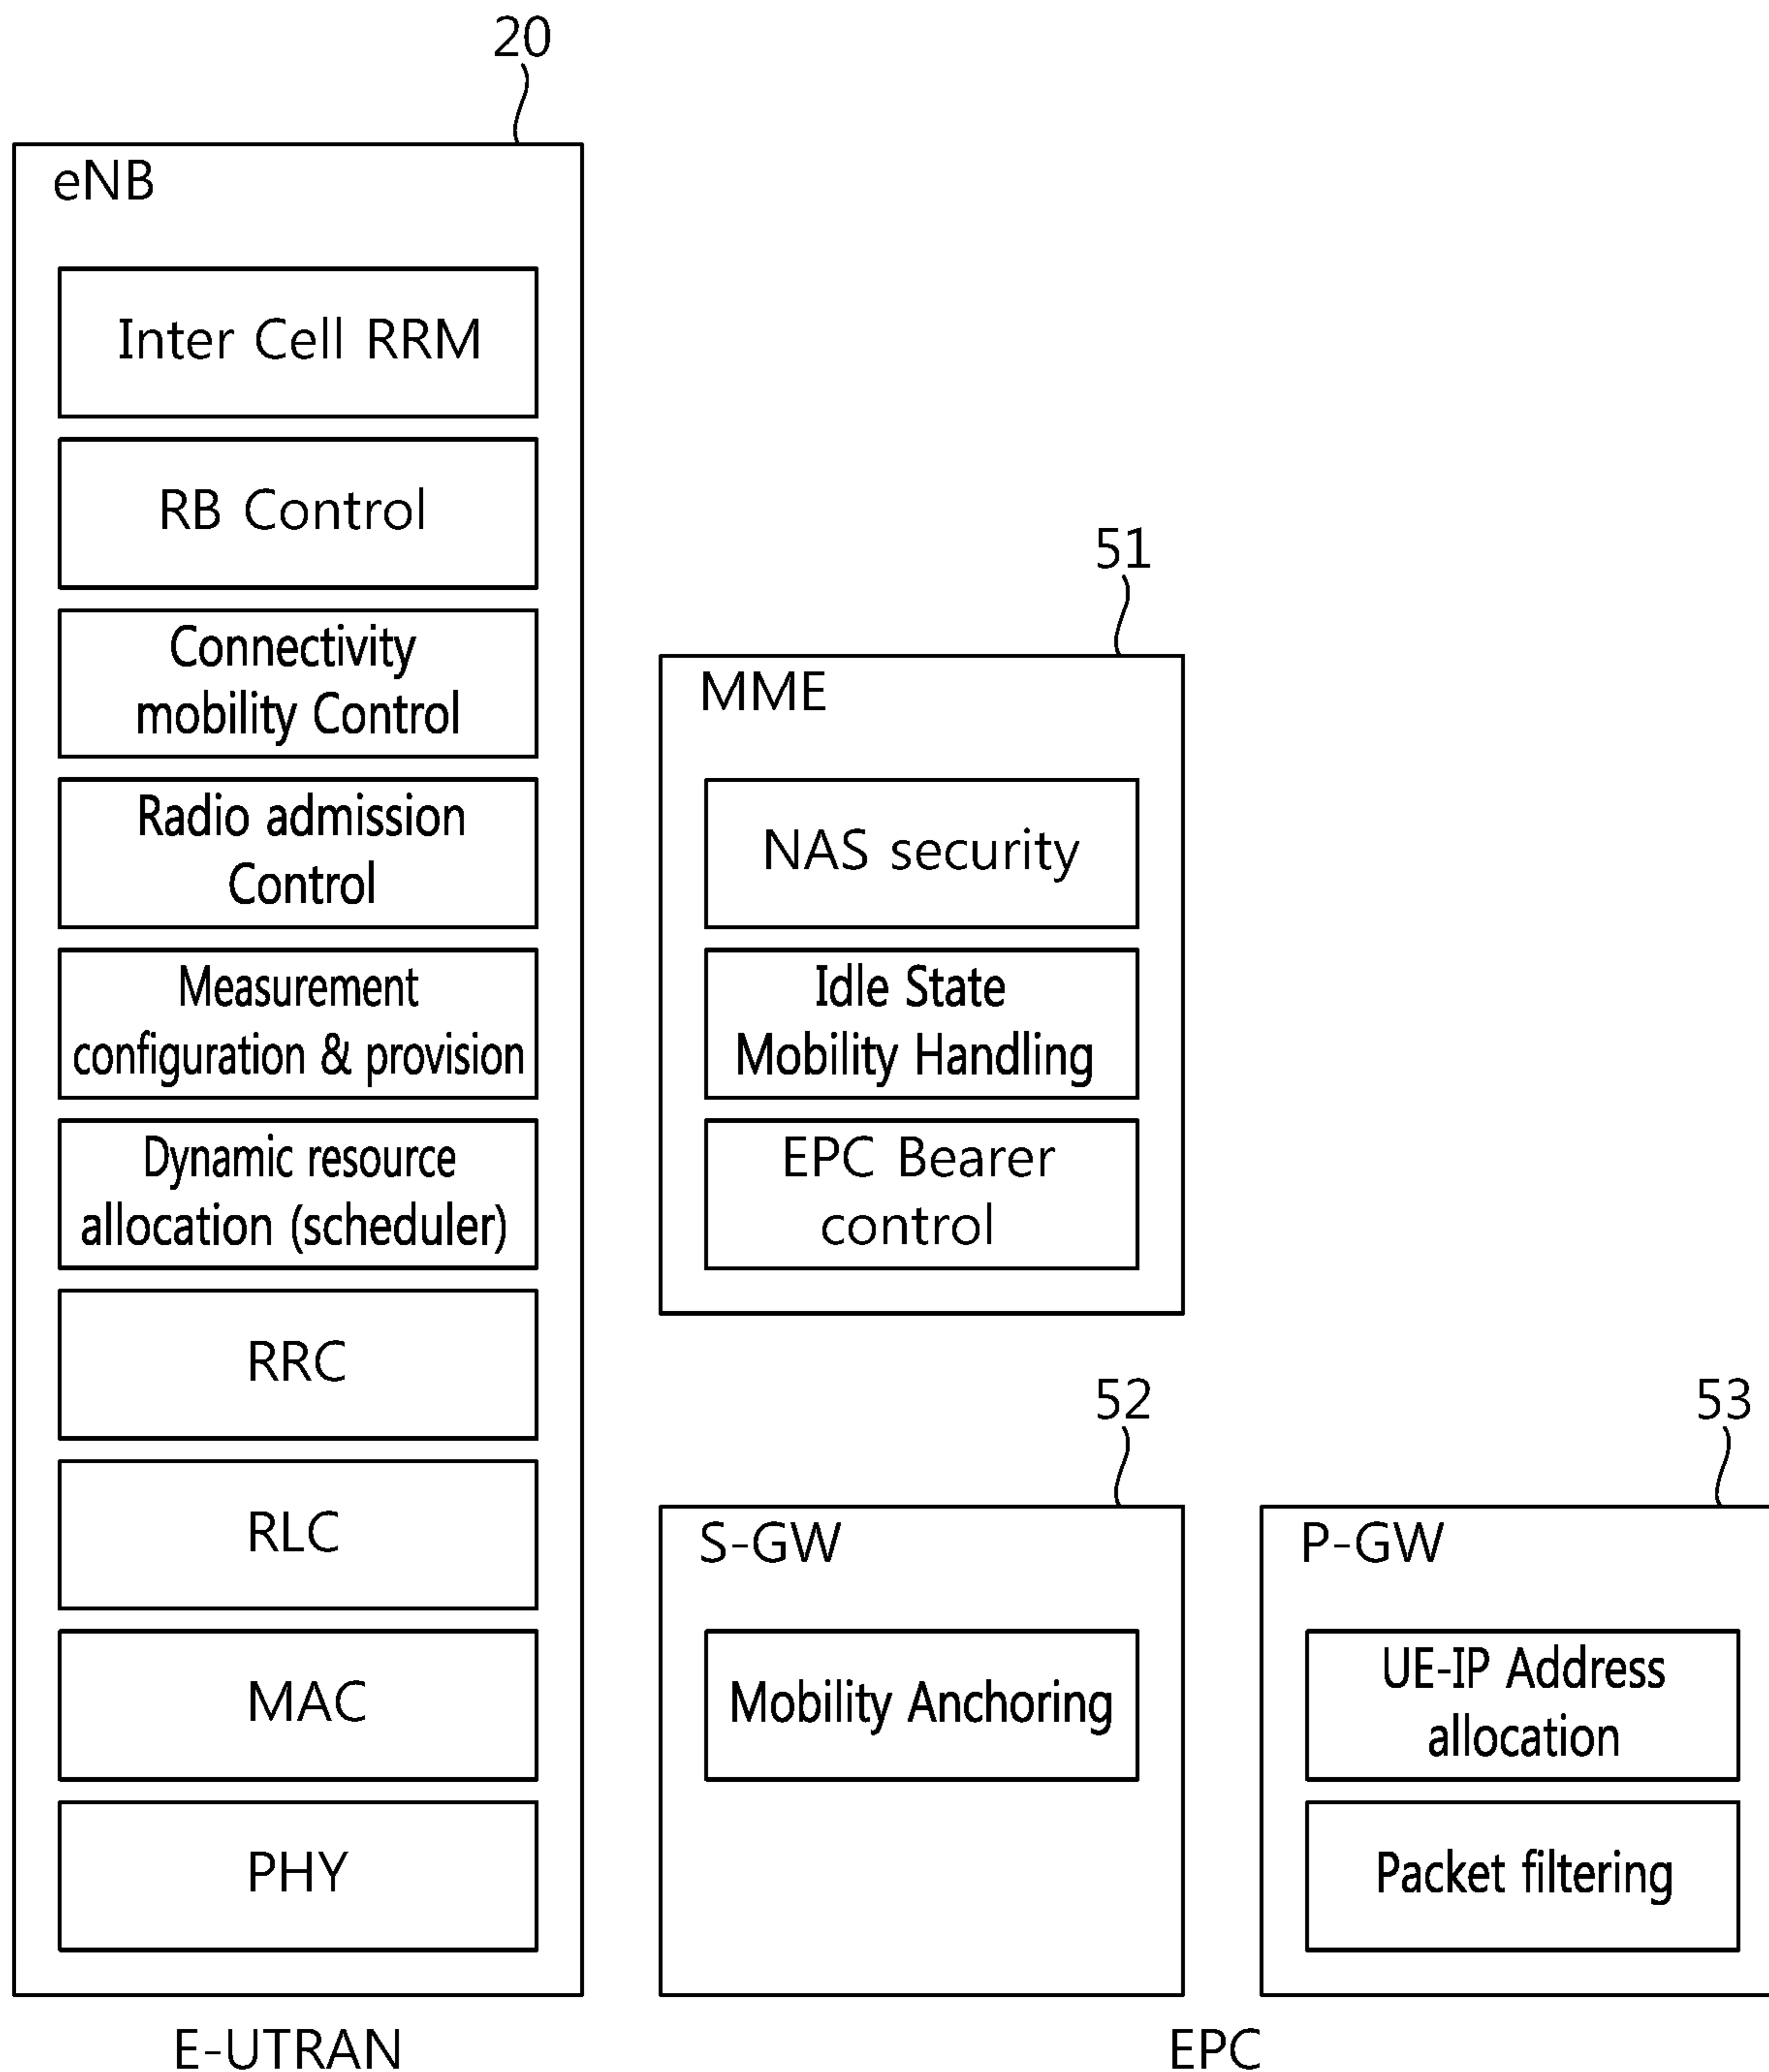 20
eNB
Inter Cell RRM
RB Control
Connectivity
mobility Control
Radio admission
Control
Measurement
configuration & provision
Dynamic resource
allocation (scheduler)
RRC
RLC
MAC
PHY
E-UTRAN
51
MME
NAS security
Idle State
Mobility Handling
EPC Bearer
control
52
S-GW
Mobility Anchoring
53
P-GW
UE-IP Address
allocation
Packet filtering
EPC